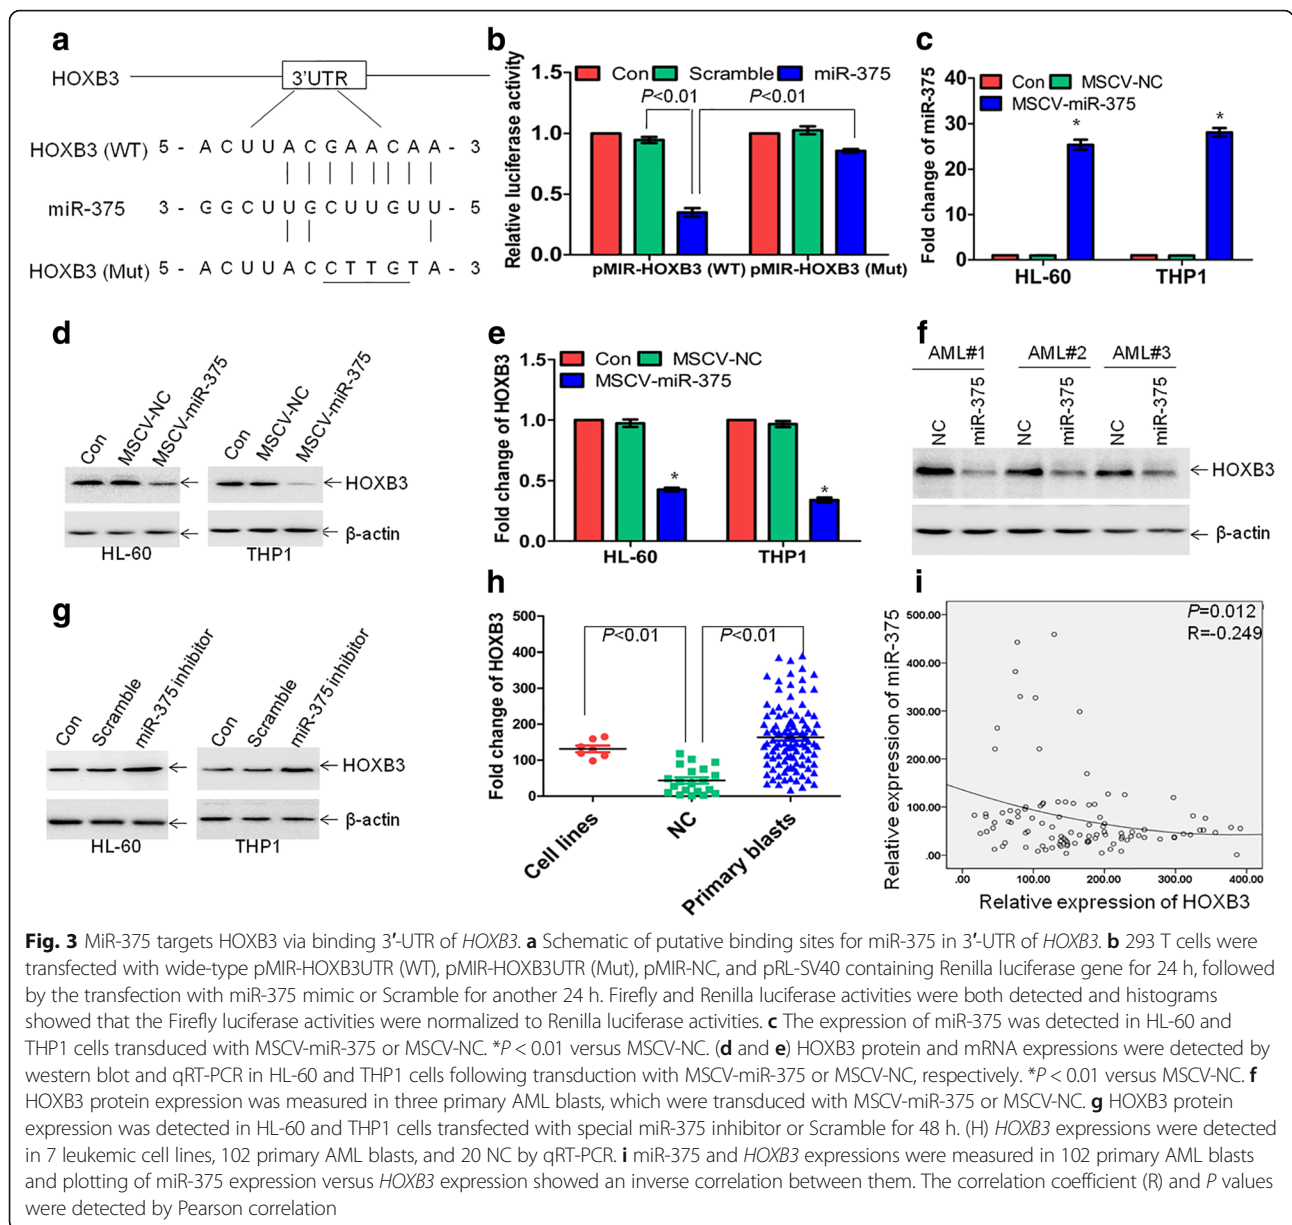 a
HOXB3
3'UTR
HOXB3 (WT) 5 - A C U U A C G A A C A A - 3
miR-375 3 - G G C U U G C U U G U U - 5
HOXB3 (Mut) 5 - A C U U A C C T T G T A - 3
b
Con Scramble miR-375
P<0.01 P<0.01
Relative luciferase activity
1.5
1.0
0.5
0.0
pMIR-HOXB3 (WT) pMIR-HOXB3 (Mut)
c
Con MSCV-NC
MSCV-miR-375
Fold change of miR-375
40
30
20
10
0
* *
HL-60 THP1
d
Con MSCV-NC MSCV-miR-375 Con MSCV-NC MSCV-miR-375
HOXB3
β-actin
HL-60 THP1
e
Con MSCV-NC
MSCV-miR-375
Fold change of HOXB3
1.5
1.0
0.5
0.0
* *
HL-60 THP1
f
AML#1 AML#2 AML#3
NC miR-375 NC miR-375 NC miR-375
HOXB3
β-actin
g
Con Scramble miR-375 inhibitor Con Scramble miR-375 inhibitor
HOXB3
β-actin
HL-60 THP1
h
Fold change of HOXB3
500
400
300
200
100
0
P<0.01 P<0.01
Cell lines NC Primary blasts
i
P=0.012
R=-0.249
Relative expression of miR-375
500.00
400.00
300.00
200.00
100.00
.00
.00 100.00 200.00 300.00 400.00
Relative expression of HOXB3
Fig. 3 MiR-375 targets HOXB3 via binding 3′-UTR of HOXB3. a Schematic of putative binding sites for miR-375 in 3′-UTR of HOXB3. b 293 T cells were
transfected with wide-type pMIR-HOXB3UTR (WT), pMIR-HOXB3UTR (Mut), pMIR-NC, and pRL-SV40 containing Renilla luciferase gene for 24 h, followed
by the transfection with miR-375 mimic or Scramble for another 24 h. Firefly and Renilla luciferase activities were both detected and histograms
showed that the Firefly luciferase activities were normalized to Renilla luciferase activities. c The expression of miR-375 was detected in HL-60 and
THP1 cells transduced with MSCV-miR-375 or MSCV-NC. *P < 0.01 versus MSCV-NC. (d and e) HOXB3 protein and mRNA expressions were detected by
western blot and qRT-PCR in HL-60 and THP1 cells following transduction with MSCV-miR-375 or MSCV-NC, respectively. *P < 0.01 versus MSCV-NC. f
HOXB3 protein expression was measured in three primary AML blasts, which were transduced with MSCV-miR-375 or MSCV-NC. g HOXB3 protein
expression was detected in HL-60 and THP1 cells transfected with special miR-375 inhibitor or Scramble for 48 h. (H) HOXB3 expressions were detected
in 7 leukemic cell lines, 102 primary AML blasts, and 20 NC by qRT-PCR. i miR-375 and HOXB3 expressions were measured in 102 primary AML blasts
and plotting of miR-375 expression versus HOXB3 expression showed an inverse correlation between them. The correlation coefficient (R) and P values
were detected by Pearson correlation